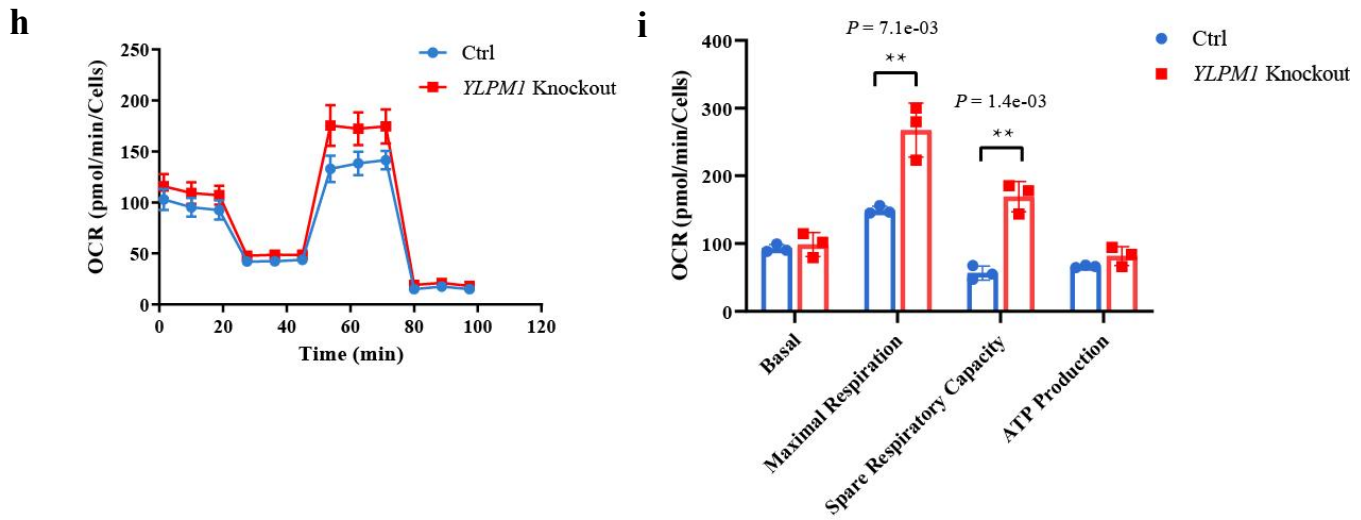 h
250
200
150
100
50
0
OCR (pmol/min/Cells)
0 20 40 60 80 100 120
Time (min)
Ctrl
YLPM1 Knockout
i
400
300
200
100
0
OCR (pmol/min/Cells)
P = 7.1e-03
**
P = 1.4e-03
**
Basal
Maximal Respiration
Spare Respiratory Capacity
ATP Production
Ctrl
YLPM1 Knockout